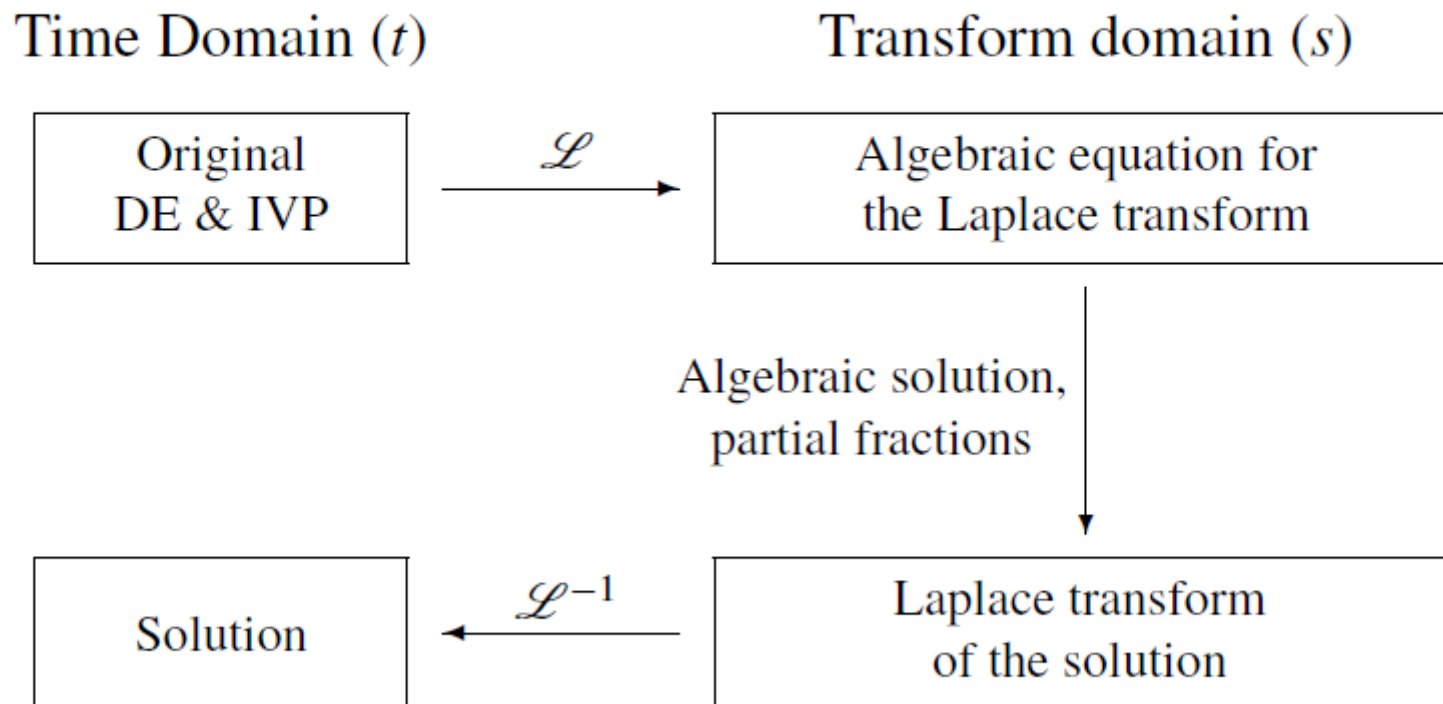 Time Domain (t)
Transform domain (s)
Original
DE & IVP
ℒ
Algebraic equation for
the Laplace transform
Algebraic solution,
partial fractions
Solution
ℒ⁻¹
Laplace transform
of the solution